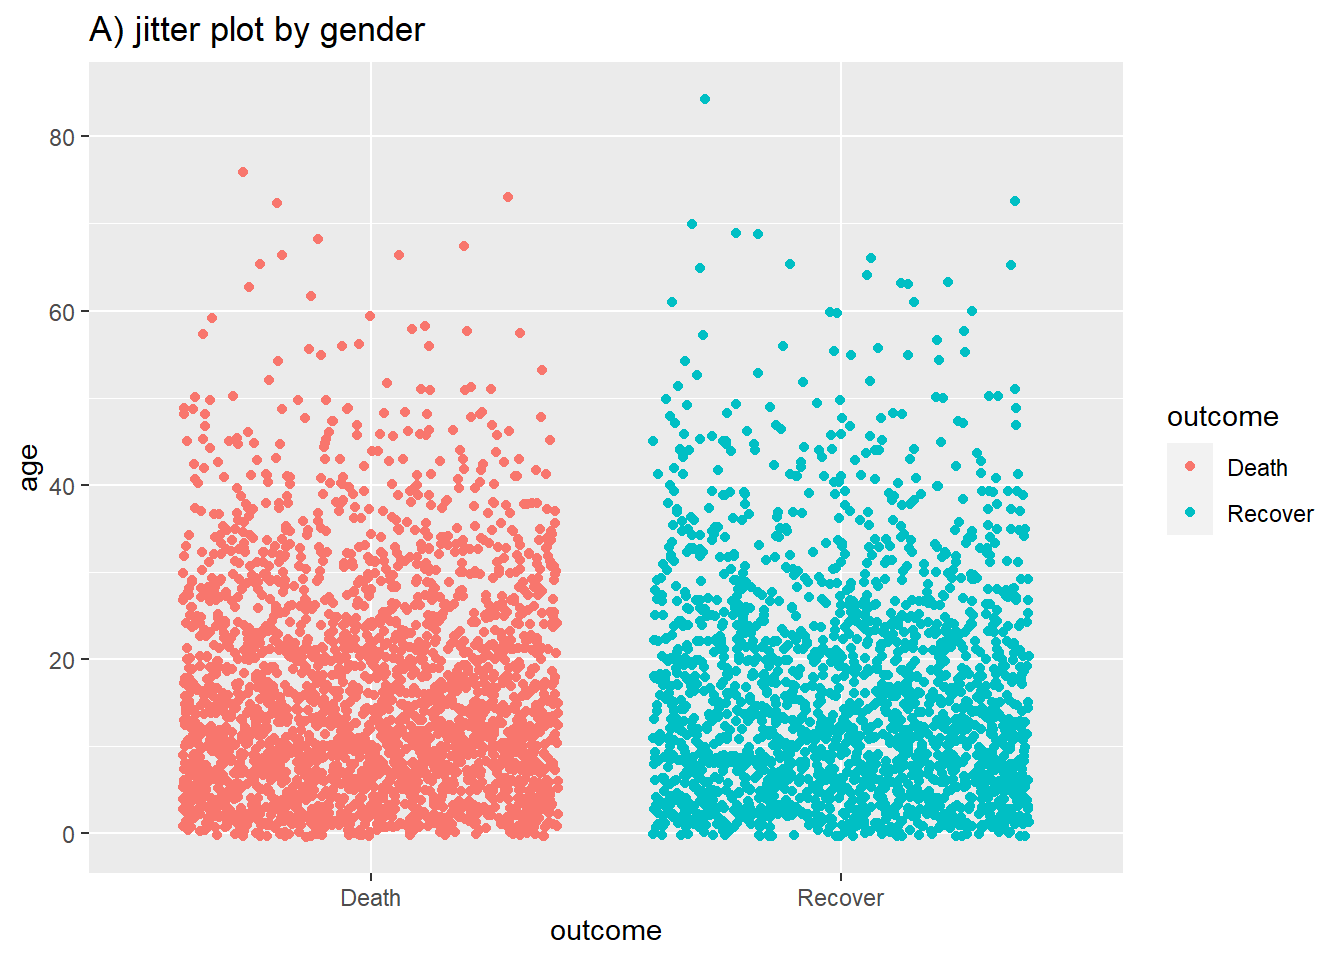 A) jitter plot by gender
80
60
40
20
0
age
Death
Recover
outcome
outcome
Death
Recover